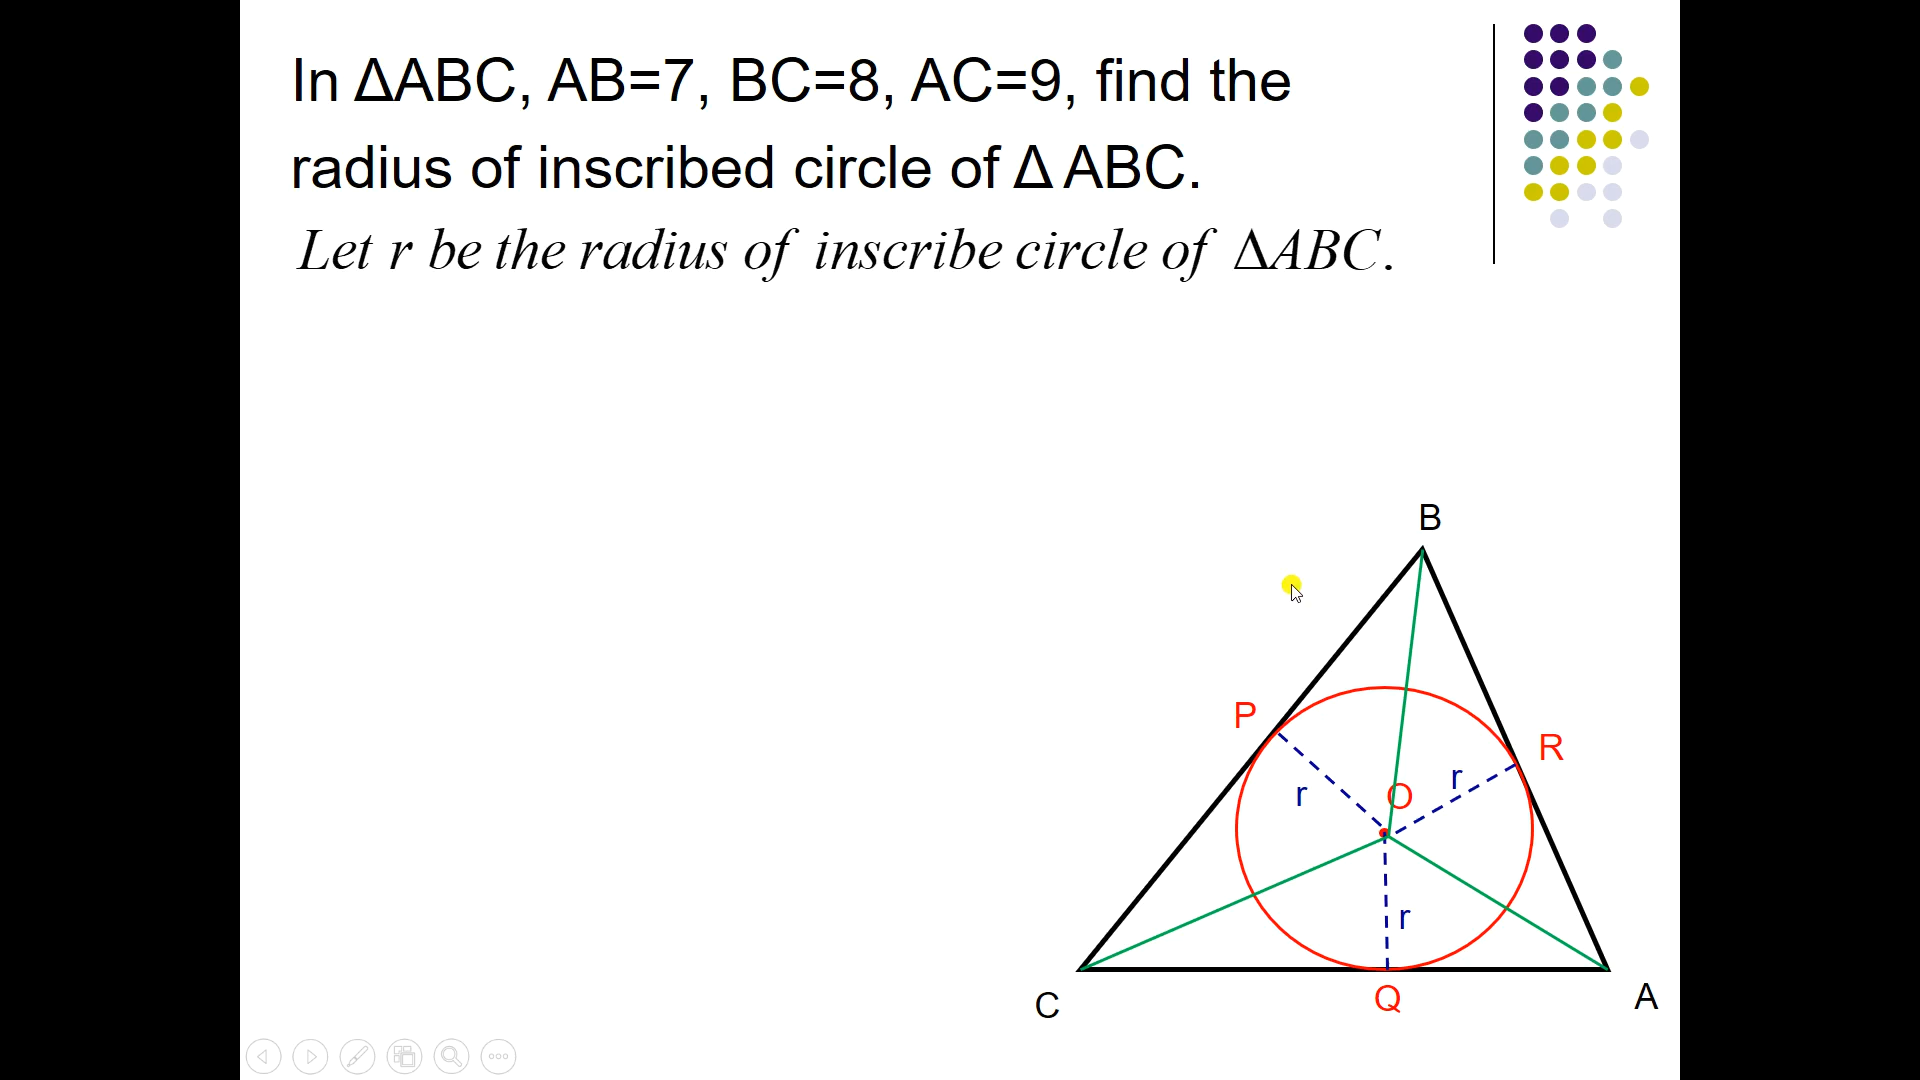 In ΔABC, AB=7, BC=8, AC=9, find the
radius of inscribed circle of Δ ABC.
Let r be the radius of inscribe circle of ΔABC.
B
P
R
r
O
r
r
C
Q
A